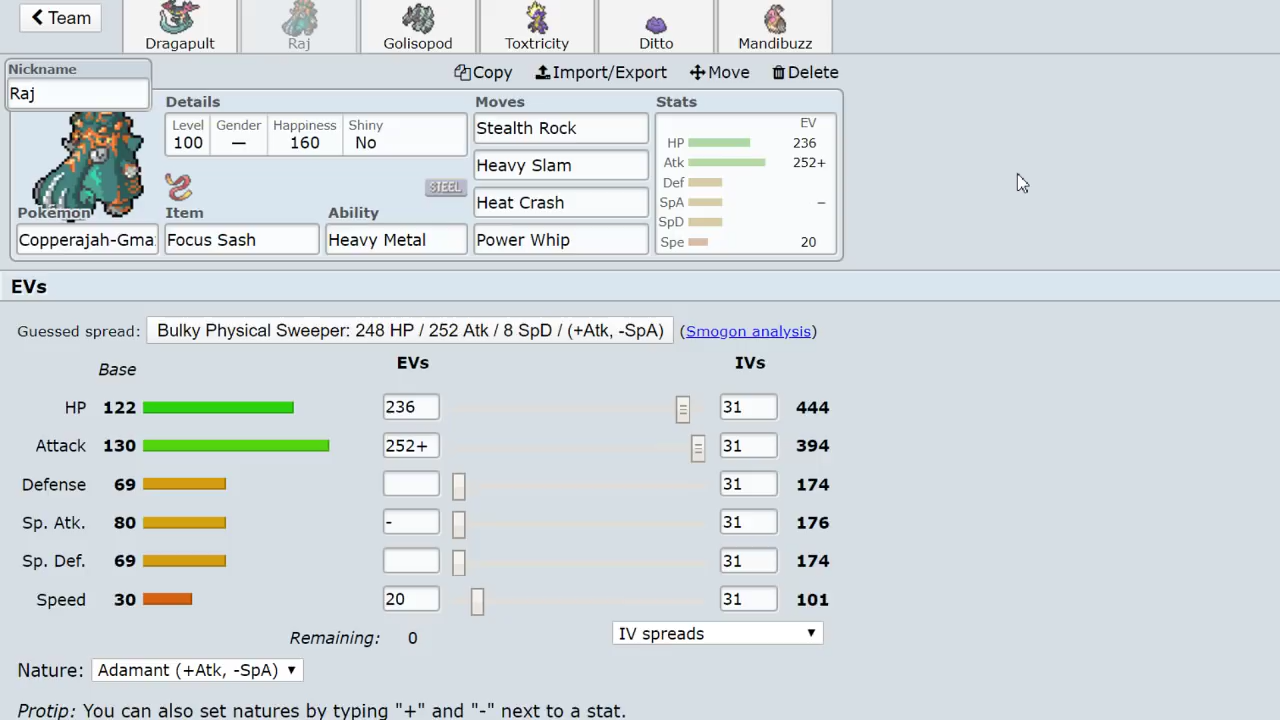 Team
Dragapult
Raj
Golisopod
Toxtricity
Ditto
Mandibuzz
Nickname
Raj
Copy
Import/Export
Move
Delete
Details
Level
100
Gender
—
Happiness
160
Shiny
No
STEEL
Pokémon
Copperajah-Gma
Item
Focus Sash
Ability
Heavy Metal
Moves
Stealth Rock
Heavy Slam
Heat Crash
Power Whip
Stats
EV
HP 236
Atk 252+
Def
SpA –
SpD
Spe 20
EVs
Guessed spread: Bulky Physical Sweeper: 248 HP / 252 Atk / 8 SpD / (+Atk, -SpA) (Smogon analysis)
Base EVs IVs
HP 122 236 31 444
Attack 130 252+ 31 394
Defense 69 31 174
Sp. Atk. 80 - 31 176
Sp. Def. 69 31 174
Speed 30 20 31 101
Remaining: 0
IV spreads
Nature: Adamant (+Atk, -SpA)
Protip: You can also set natures by typing "+" and "-" next to a stat.